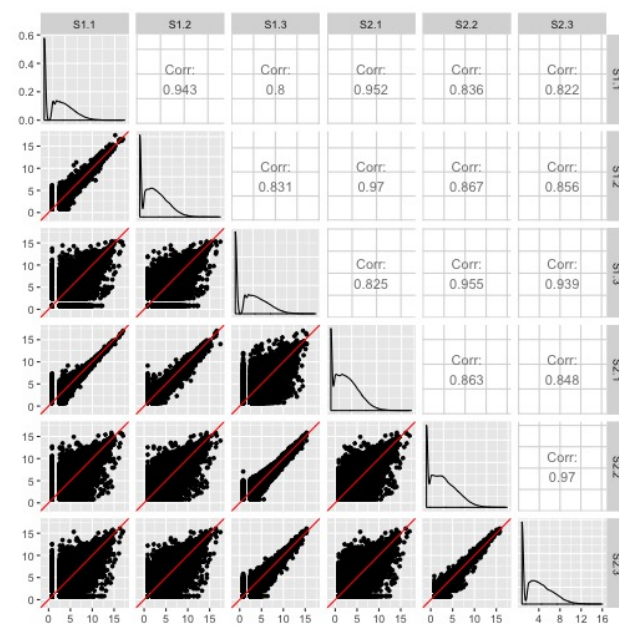 S1.1 S1.2 S1.3 S2.1 S2.2 S2.3
0.6
0.4
0.2
0.0
Corr:
0.943
Corr:
0.8
Corr:
0.952
Corr:
0.836
Corr:
0.822
S1.1
15
10
5
0
Corr:
0.831
Corr:
0.97
Corr:
0.867
Corr:
0.856
S1.2
15
10
5
0
Corr:
0.825
Corr:
0.955
Corr:
0.939
S1.3
15
10
5
0
Corr:
0.863
Corr:
0.848
S2.1
15
10
5
0
Corr:
0.97
S2.2
15
10
5
0
S2.3
0 5 10 15 0 5 10 15 0 5 10 15 0 5 10 15 0 5 10 15 4 8 12 16